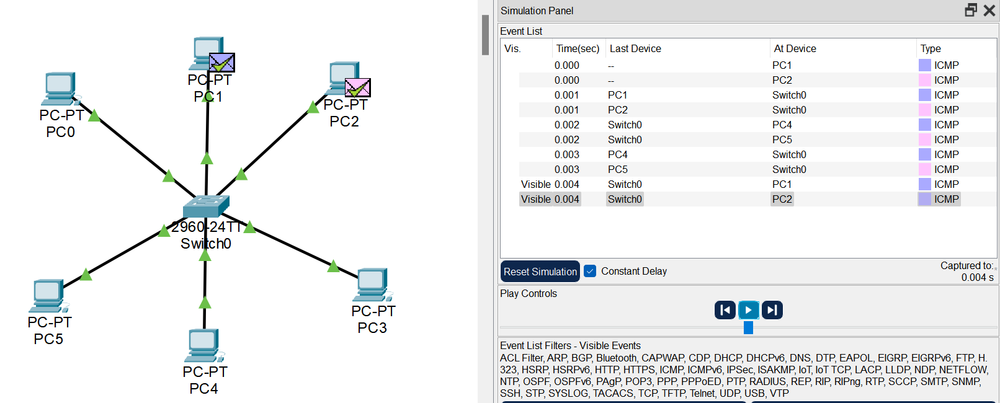 PC-PT
PC0
PC-PT
PC1
PC-PT
PC2
2960-24TT
Switch0
PC-PT
PC3
PC-PT
PC4
PC-PT
PC5
Simulation Panel
Event List
Vis. Time(sec) Last Device At Device Type
0.000 -- PC1 ICMP
0.000 -- PC2 ICMP
0.001 PC1 Switch0 ICMP
0.001 PC2 Switch0 ICMP
0.002 Switch0 PC4 ICMP
0.002 Switch0 PC5 ICMP
0.003 PC4 Switch0 ICMP
0.003 PC5 Switch0 ICMP
Visible 0.004 Switch0 PC1 ICMP
Visible 0.004 Switch0 PC2 ICMP
Reset Simulation Constant Delay
Captured to:*
0.004 s
Play Controls
Event List Filters - Visible Events
ACL Filter, ARP, BGP, Bluetooth, CAPWAP, CDP, DHCP, DHCPv6, DNS, DTP, EAPOL, EIGRP, EIGRPv6, FTP, H.
323, HSRP, HSRPv6, HTTP, HTTPS, ICMP, ICMPv6, IPSec, ISAKMP, IoT, IoT TCP, LACP, LLDP, NDP, NETFLOW,
NTP, OSPF, OSPFv6, PAgP, POP3, PPP, PPPoED, PTP, RADIUS, REP, RIP, RIPng, RTP, SCCP, SMTP, SNMP,
SSH, STP, SYSLOG, TACACS, TCP, TFTP, Telnet, UDP, USB, VTP